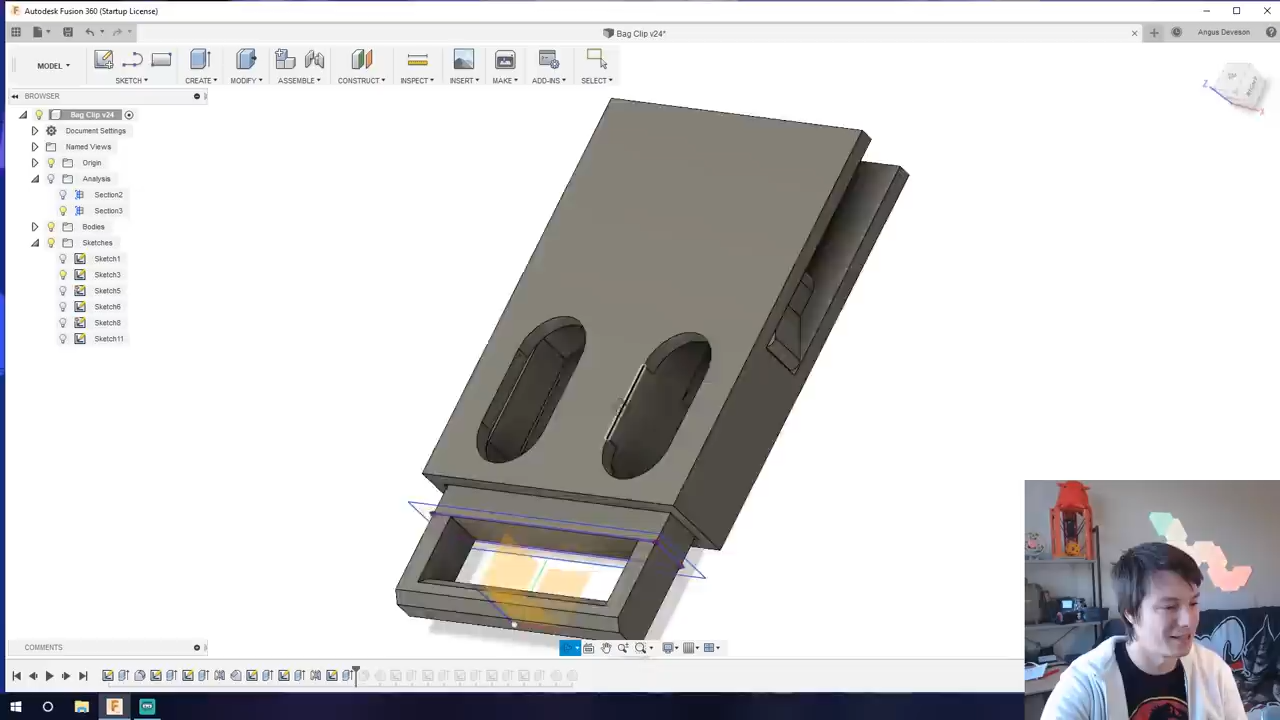 Autodesk Fusion 360 (Startup License)
Bag Clip v24*
Angus Deveson
MODEL
SKETCH
CREATE
MODIFY
ASSEMBLE
CONSTRUCT
INSPECT
INSERT
MAKE
ADD-INS
SELECT
BROWSER
Bag Clip v24
Document Settings
Named Views
Origin
Analysis
Section2
Section3
Bodies
Sketches
Sketch1
Sketch3
Sketch5
Sketch6
Sketch8
Sketch11
COMMENTS